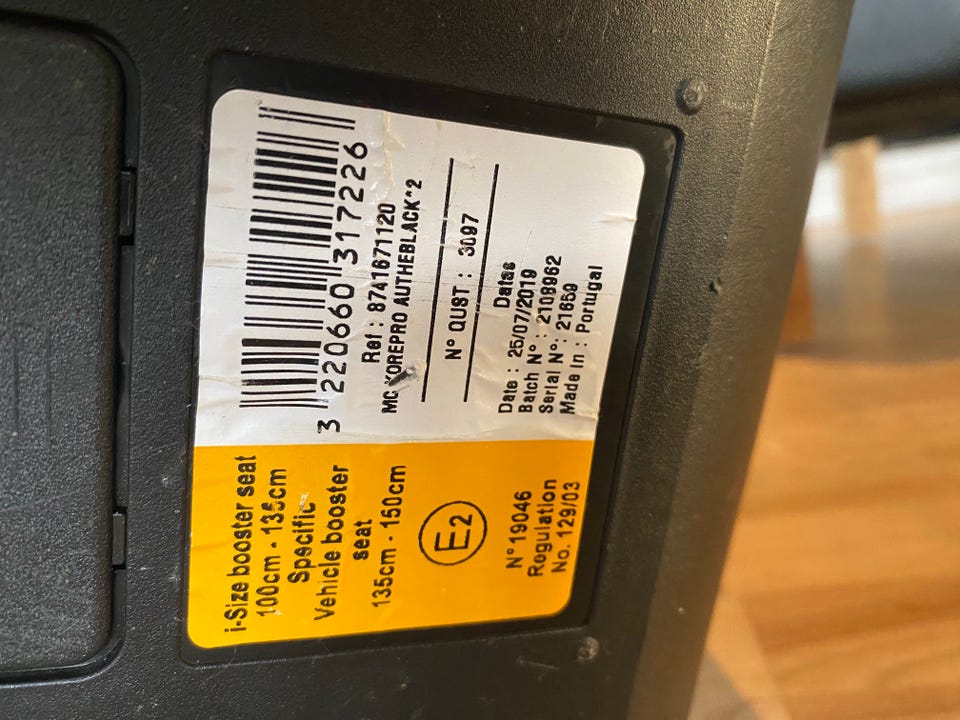 i-Size booster seat
100cm - 135cm
Specific
Vehicle booster
seat
135cm - 150cm
E2
N° 19046
Regulation
No. 129/03
3 220660 317226
Ref : 8741671120
MC KOREPRO AUTHEBLACK^2
N° QUST : 3097
Datas
Date : 25/07/2019
Batch N° : 2108962
Serial N°: 21659
Made in : Portugal